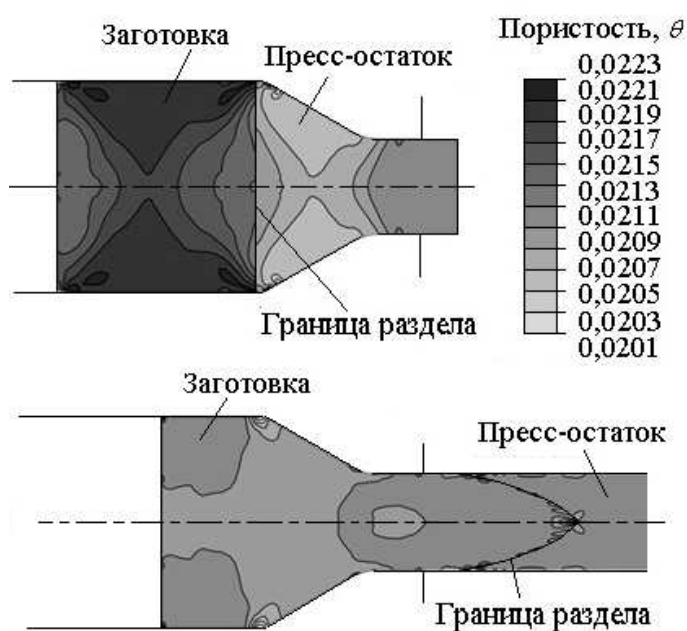 Заготовка
Пресс-остаток
Граница раздела
Пористость, θ
0,0223
0,0221
0,0219
0,0217
0,0215
0,0213
0,0211
0,0209
0,0207
0,0205
0,0203
0,0201
Заготовка
Пресс-остаток
Граница раздела